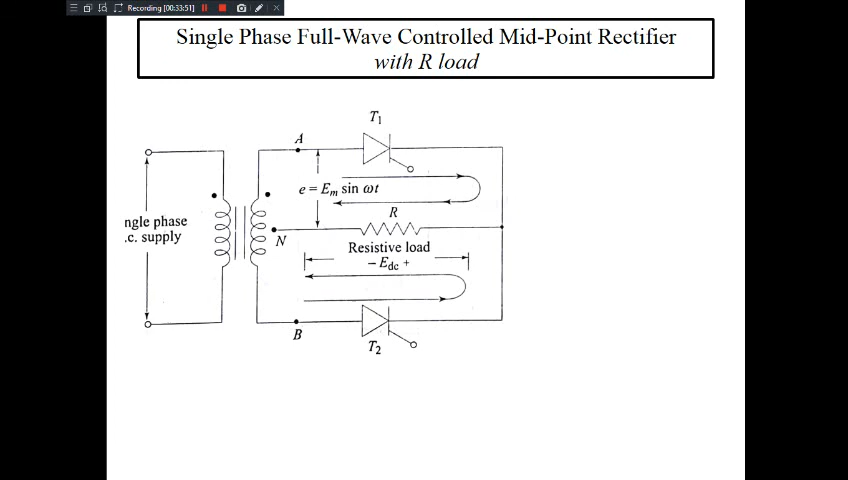 Recording [00:33:51]
Single Phase Full-Wave Controlled Mid-Point Rectifier
with R load
T1
A
e = Em sin ωt
R
ngle phase
.c. supply
N
Resistive load
– Edc +
B
T2